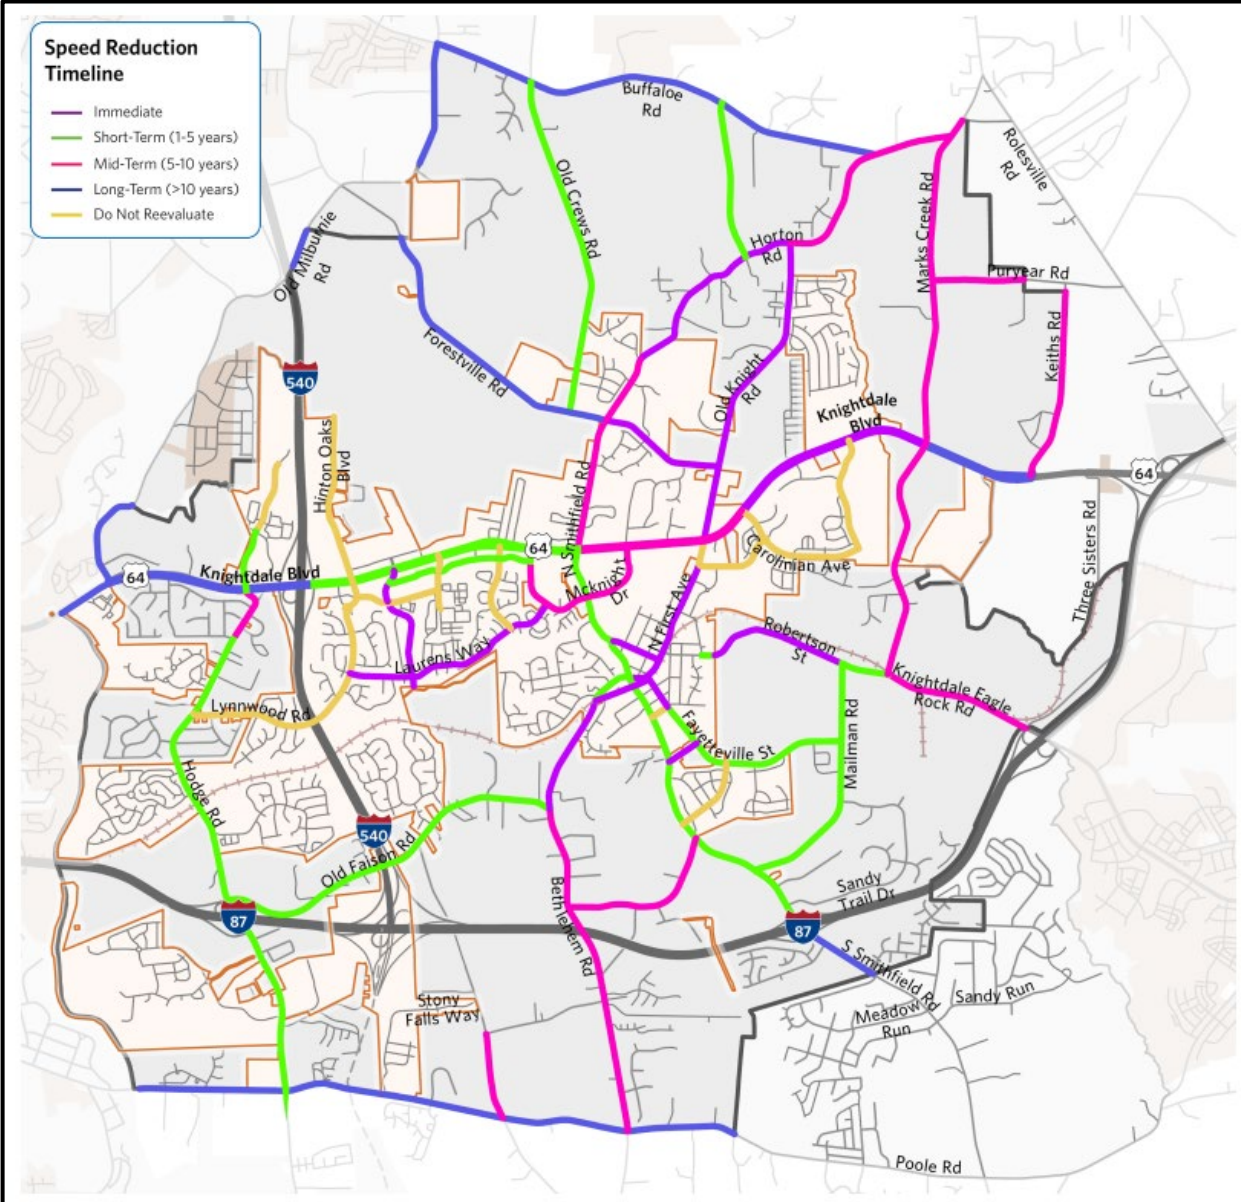 Speed Reduction
Timeline
Immediate
Short-Term (1-5 years)
Mid-Term (5-10 years)
Long-Term (>10 years)
Do Not Reevaluate
Buffaloe
Rd
Rolesville
Rd
Old Crews Rd
Marks Creek Rd
Old Milburnie
Rd
Horton
Rd
Puryear Rd
Keiths Rd
Forestville Rd
540
Old Knight
Rd
Knightdale
Blvd
Hinton Oaks
Blvd
64
N Smithfield Rd
64
64
Knightdale Blvd
Carolinian Ave
Mcknight
Dr
Three Sisters Rd
N First Ave
Laurens Way
Robertson
St
Knightdale Eagle
Rock Rd
Lynnwood Rd
Fayetteville St
Mailman Rd
Hodge Rd
540
Old Faison Rd
Bethlehem Rd
Sandy
Trail Dr
87
87
S Smithfield Rd
Stony
Falls Way
Meadow
Run
Sandy Run
Poole Rd